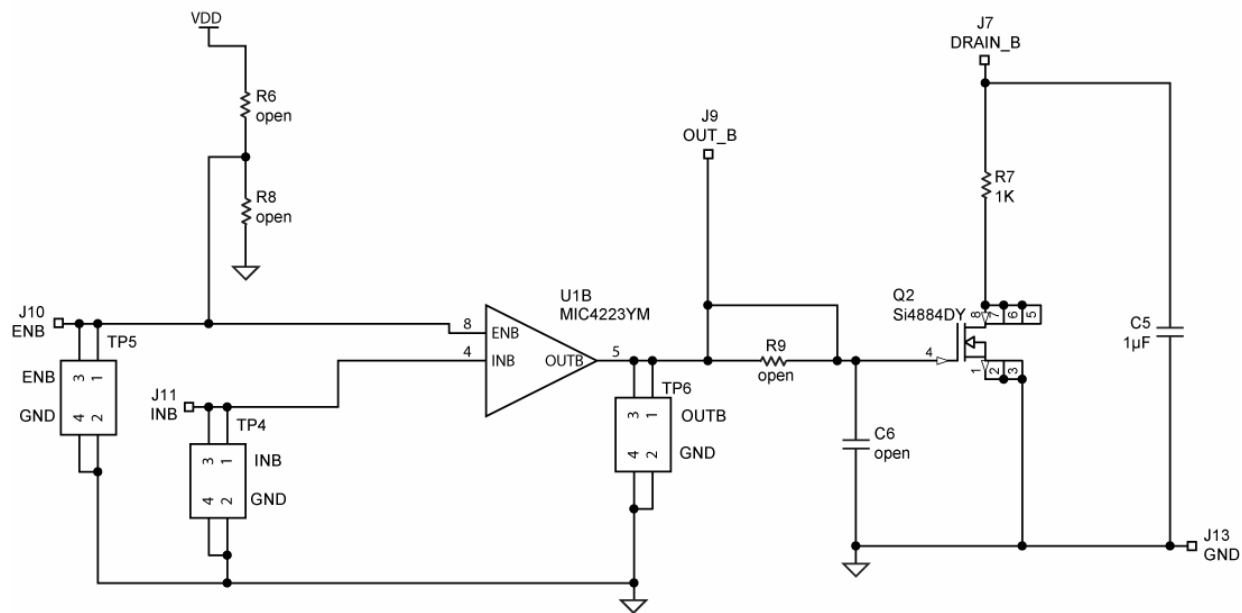 VDD
R6
open
R8
open
J10
ENB
TP5
ENB
GND
3 1
4 2
J11
INB
TP4
INB
GND
3 1
4 2
U1B
MIC4223YM
8
ENB
4
INB
OUTB
5
J9
OUT_B
TP6
OUTB
GND
3 1
4 2
R9
open
C6
open
J7
DRAIN_B
R7
1K
Q2
Si4884DY
4
8 7 6 5
1 2 3
C5
1µF
J13
GND